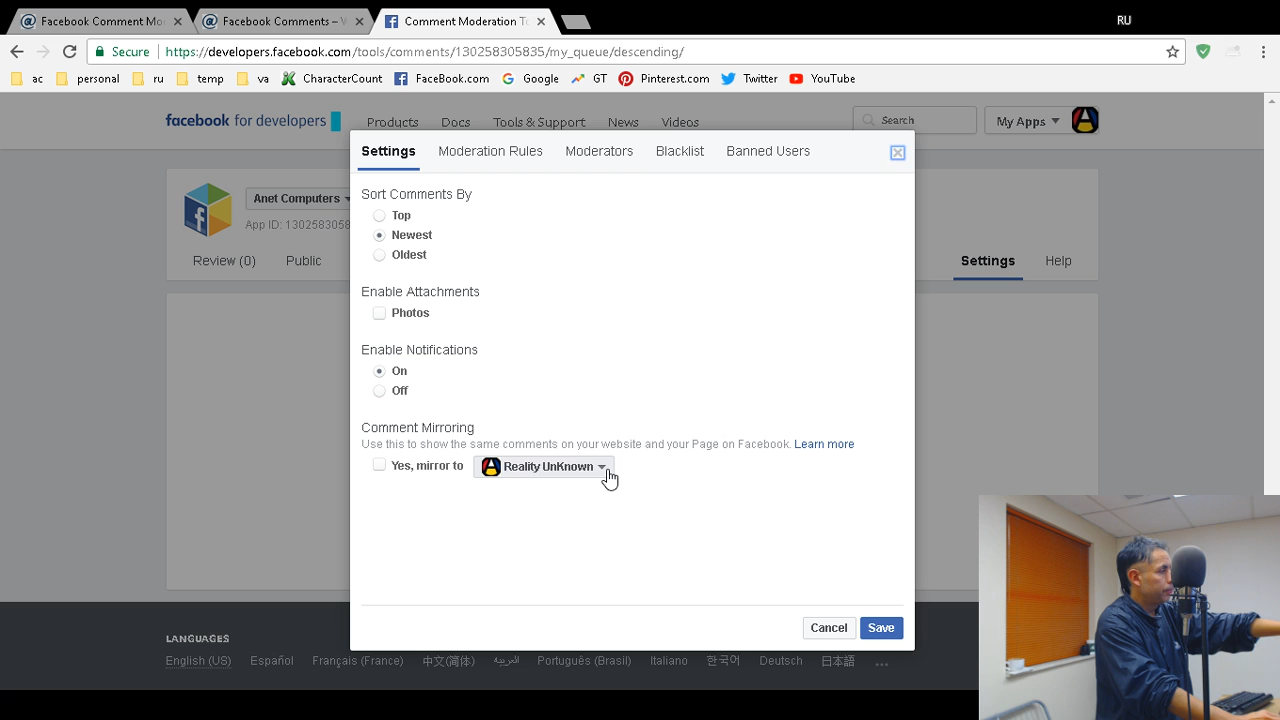 Facebook Comment Mo
Facebook Comments – W
Comment Moderation To
RU
Secure
https://developers.facebook.com/tools/comments/130258305835/my_queue/descending/
ac
personal
ru
temp
va
CharacterCount
FaceBook.com
Google
GT
Pinterest.com
Twitter
YouTube
facebook for developers
Products
Docs
Tools & Support
News
Videos
Search
My Apps
Settings
Moderation Rules
Moderators
Blacklist
Banned Users
Anet Computers
App ID: 1302583058
Review (0)
Public
Settings
Help
Sort Comments By
Top
Newest
Oldest
Enable Attachments
Photos
Enable Notifications
On
Off
Comment Mirroring
Use this to show the same comments on your website and your Page on Facebook. Learn more
Yes, mirror to
Reality UnKnown
Cancel
Save
LANGUAGES
English (US)
Español
Français (France)
中文(简体)
العربية
Português (Brasil)
Italiano
한국어
Deutsch
日本語
...